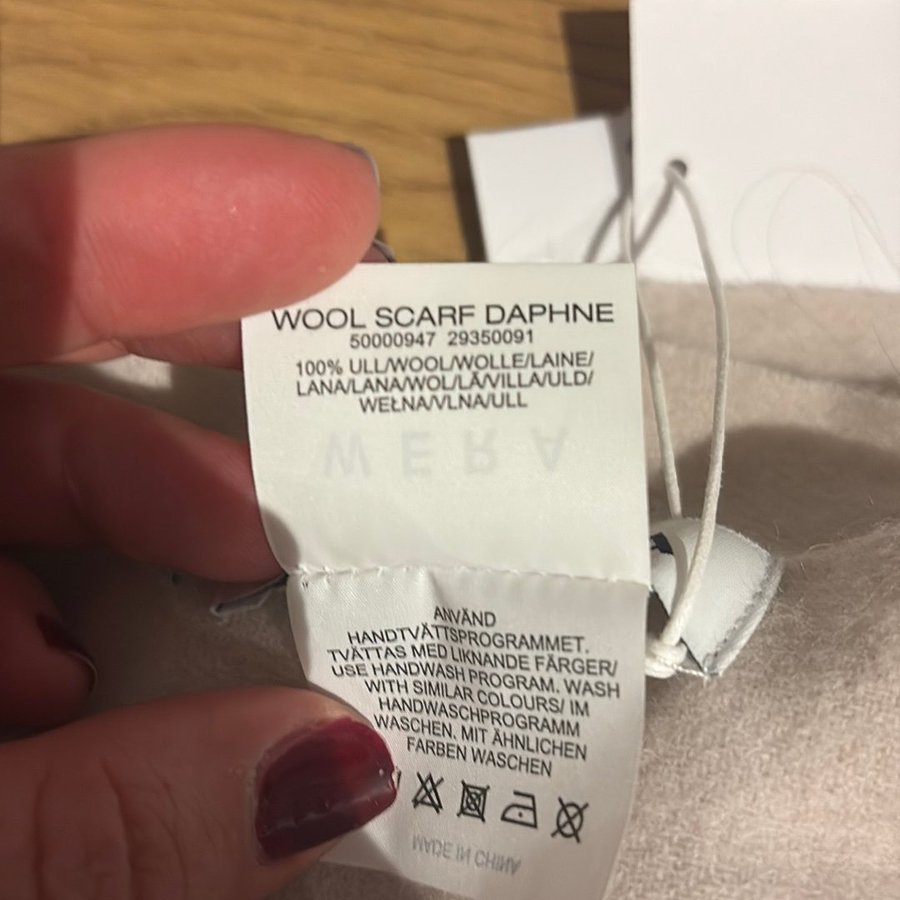 WOOL SCARF DAPHNE
50000947 29350091
100% ULL/WOOL/WOLLE/LAINE/
LANA/LANA/WOL/LÃ/VILLA/ULD/
WEŁNA/VLNA/ULL
WERA
ANVÄND
HANDTVÄTTSPROGRAMMET.
TVÄTTAS MED LIKNANDE FÄRGER/
USE HANDWASH PROGRAM. WASH
WITH SIMILAR COLOURS/ IM
HANDWASCHPROGRAMM
WASCHEN. MIT ÄHNLICHEN
FARBEN WASCHEN
MADE IN CHINA